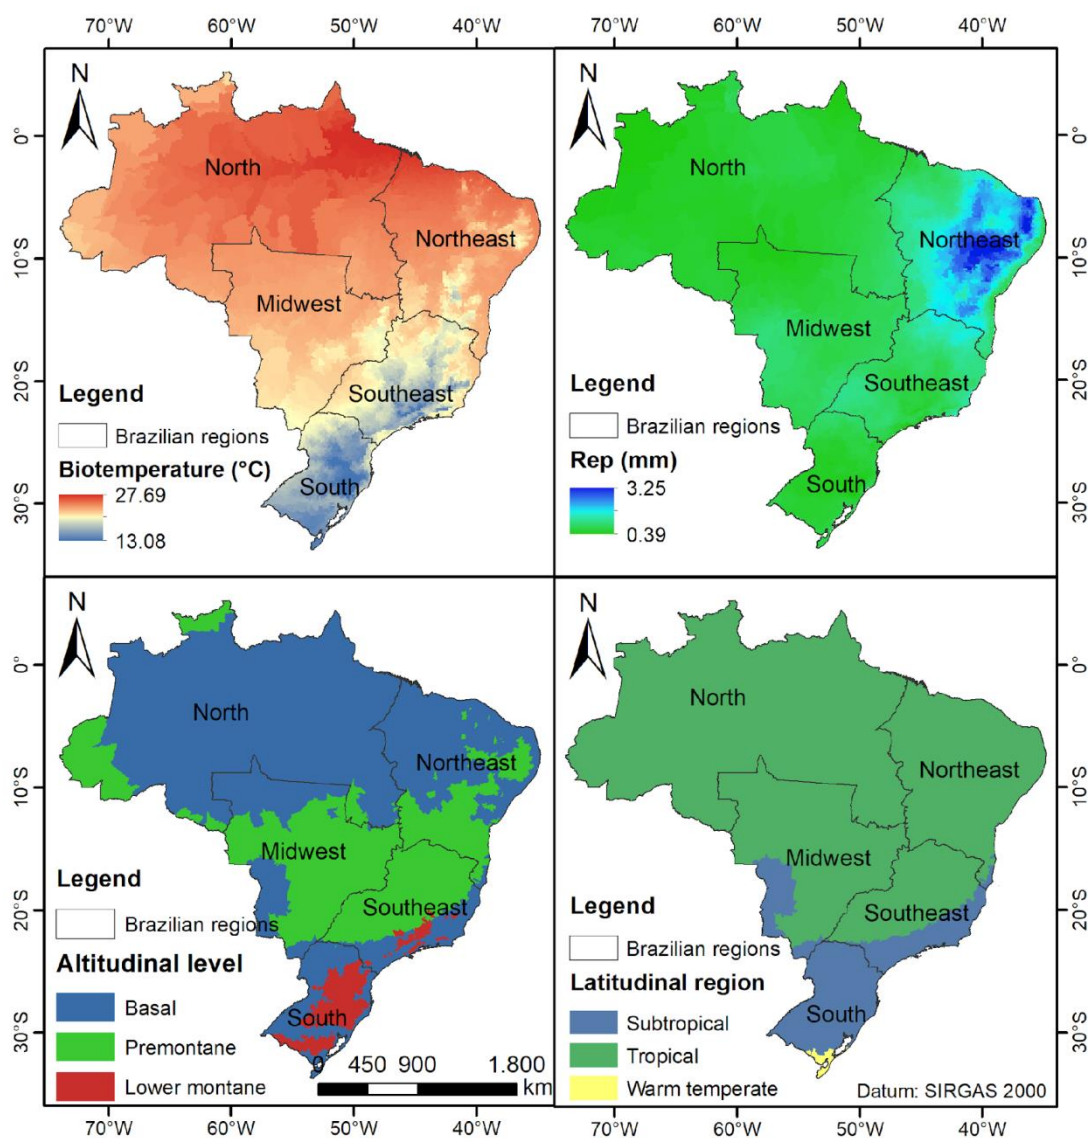 70°W 60°W 50°W 40°W 70°W 60°W 50°W 40°W
N
0°
10°S
20°S
30°S
North
Northeast
Midwest
Southeast
South
Legend
Brazilian regions
Biotemperature (°C)
27.69
13.08
N
0°
10°S
20°S
30°S
North
Northeast
Midwest
Southeast
South
Legend
Brazilian regions
Rep (mm)
3.25
0.39
N
0°
10°S
20°S
30°S
North
Northeast
Midwest
Southeast
South
Legend
Brazilian regions
Altitudinal level
Basal
Premontane
Lower montane
0 450 900 1.800
km
N
0°
10°S
20°S
30°S
North
Northeast
Midwest
Southeast
South
Legend
Brazilian regions
Latitudinal region
Subtropical
Tropical
Warm temperate
Datum: SIRGAS 2000
70°W 60°W 50°W 40°W 70°W 60°W 50°W 40°W